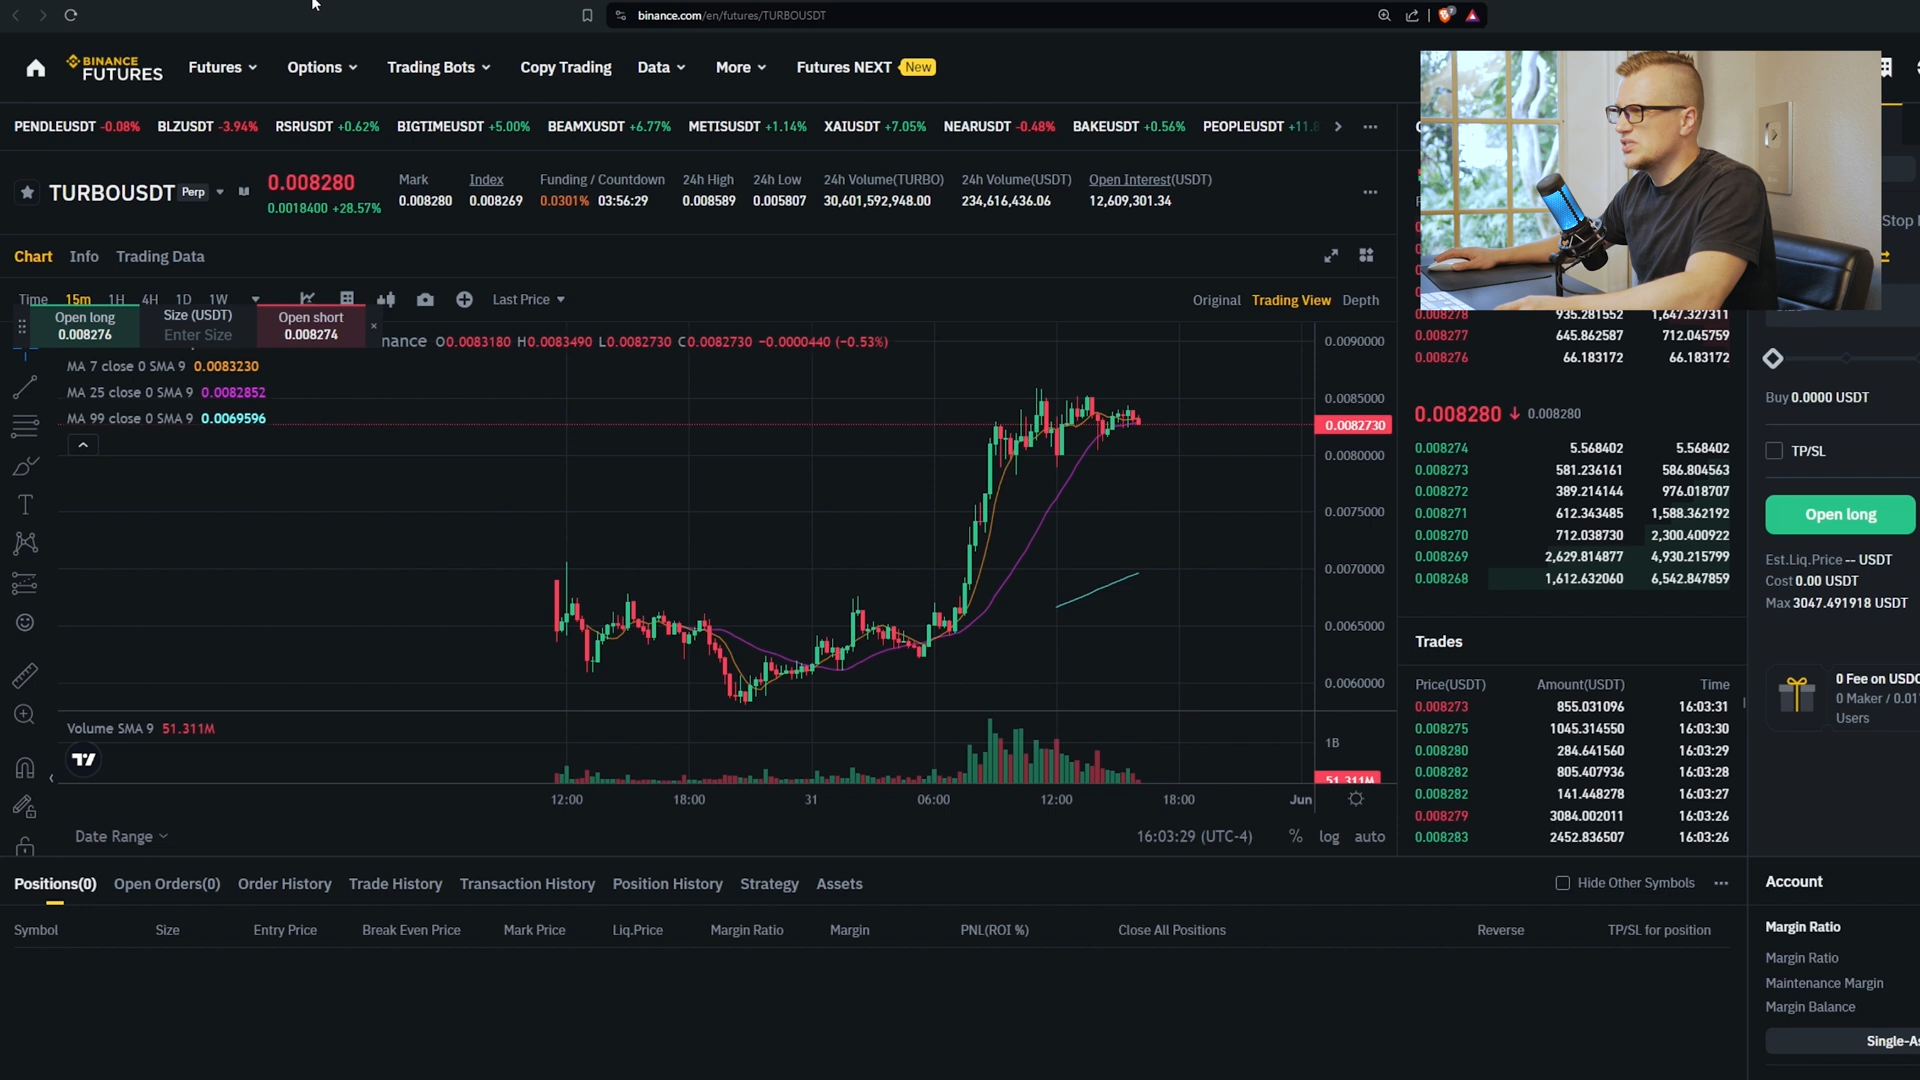 binance.com/en/futures/TURBOUSDT
BINANCE FUTURES
Futures
Options
Trading Bots
Copy Trading
Data
More
Futures NEXT New
PENDLEUSDT -0.08% BLZUSDT -3.94% RSRUSDT +0.62% BIGTIMEUSDT +5.00% BEAMXUSDT +6.77% METISUSDT +1.14% XAIUSDT +7.05% NEARUSDT -0.48% BAKEUSDT +0.56% PEOPLEUSDT
TURBOUSDT Perp
0.008280
0.0018400 +28.57%
Mark Index Funding / Countdown 24h High 24h Low 24h Volume(TURBO) 24h Volume(USDT) Open Interest(USDT)
0.008280 0.008269 0.0301% 03:56:29 0.008589 0.005807 30,601,592,948.00 234,616,436.06 12,609,301.34
Chart Info Trading Data
Time 15m 1H 4H 1D 1W Last Price Original Trading View Depth
Open long
0.008276
Size (USDT)
Enter Size
Open short
0.008274
nance O0.0083180 H0.0083490 L0.0082730 C0.0082730 -0.0000440 (-0.53%)
MA 7 close 0 SMA 9 0.0083230
MA 25 close 0 SMA 9 0.0082852
MA 99 close 0 SMA 9 0.0069596
0.0090000
0.0085000
0.0082730
0.0080000
0.0075000
0.0070000
0.0065000
0.0060000
Volume SMA 9 51.311M
1B
51.311M
12:00 18:00 31 06:00 12:00 18:00 Jun
Date Range
16:03:29 (UTC-4) % log auto
0.008278 935.281552 1,647.327311
0.008277 645.862587 712.045759
0.008276 66.183172 66.183172
0.008280 0.008280
0.008274 5.568402 5.568402
0.008273 581.236161 586.804563
0.008272 389.214144 976.018707
0.008271 612.343485 1,588.362192
0.008270 712.038730 2,300.400922
0.008269 2,629.814877 4,930.215799
0.008268 1,612.632060 6,542.847859
Trades
Price(USDT) Amount(USDT) Time
0.008273 855.031096 16:03:31
0.008275 1045.314550 16:03:30
0.008280 284.641560 16:03:29
0.008282 805.407936 16:03:28
0.008282 141.448278 16:03:27
0.008279 3084.002011 16:03:26
0.008283 2452.836507 16:03:26
Stop
Buy 0.0000 USDT
TP/SL
Open long
Est.Liq.Price -- USDT
Cost 0.00 USDT
Max 3047.491918 USDT
0 Fee on USDC
0 Maker / 0.01
Users
Positions(0) Open Orders(0) Order History Trade History Transaction History Position History Strategy Assets
Hide Other Symbols
Symbol Size Entry Price Break Even Price Mark Price Liq.Price Margin Ratio Margin PNL(ROI %) Close All Positions Reverse TP/SL for position
Account
Margin Ratio
Margin Ratio
Maintenance Margin
Margin Balance
Single-As